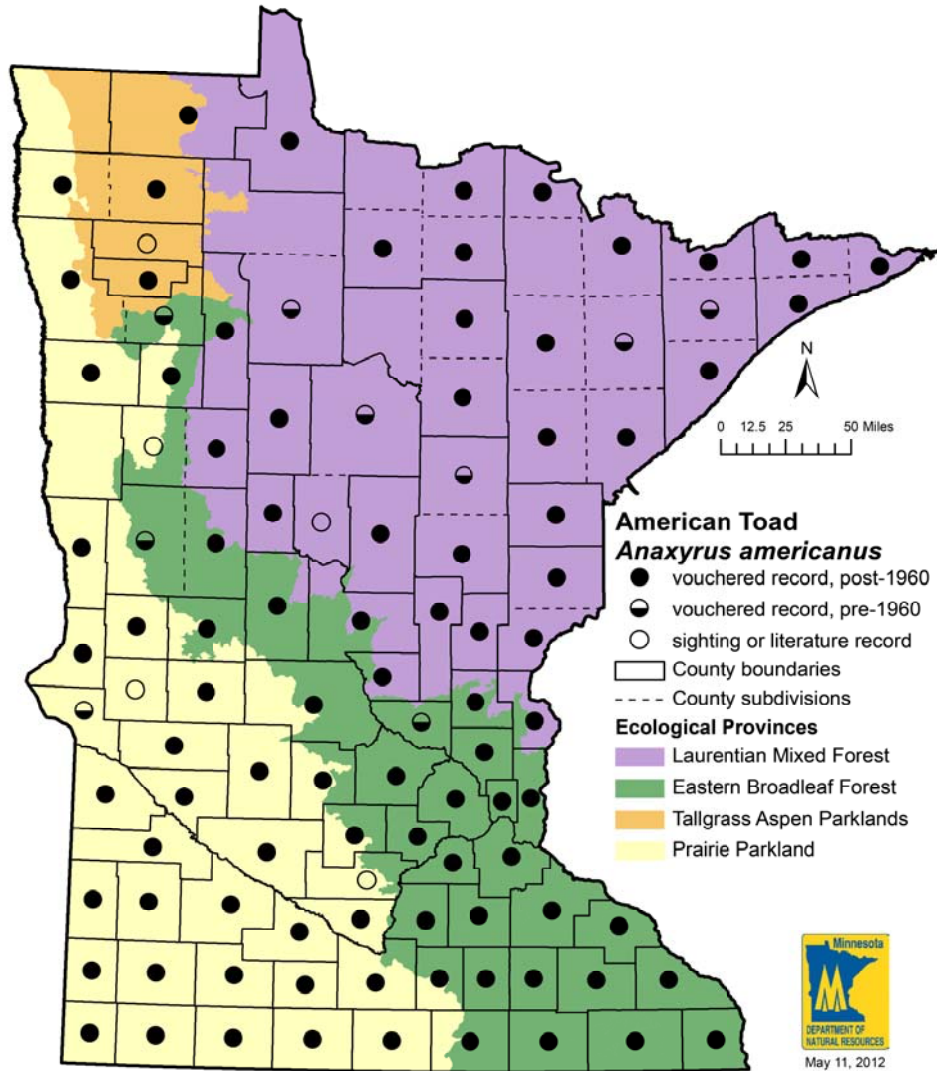 N
0 12.5 25 50 Miles
American Toad
Anaxyrus americanus
vouchered record, post-1960
vouchered record, pre-1960
sighting or literature record
County boundaries
County subdivisions
Ecological Provinces
Laurentian Mixed Forest
Eastern Broadleaf Forest
Tallgrass Aspen Parklands
Prairie Parkland
Minnesota
M
DEPARTMENT OF
NATURAL RESOURCES
May 11, 2012